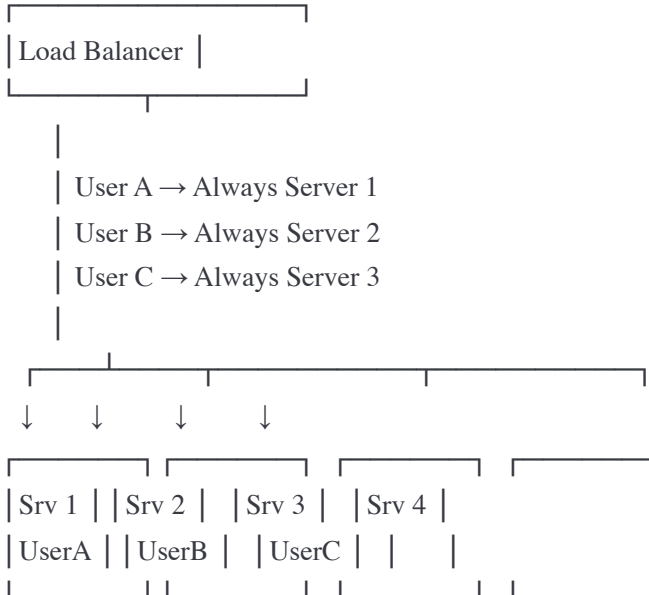 Load Balancer
User A → Always Server 1
User B → Always Server 2
User C → Always Server 3
↓ ↓ ↓ ↓
Srv 1 Srv 2 Srv 3 Srv 4
UserA UserB UserC